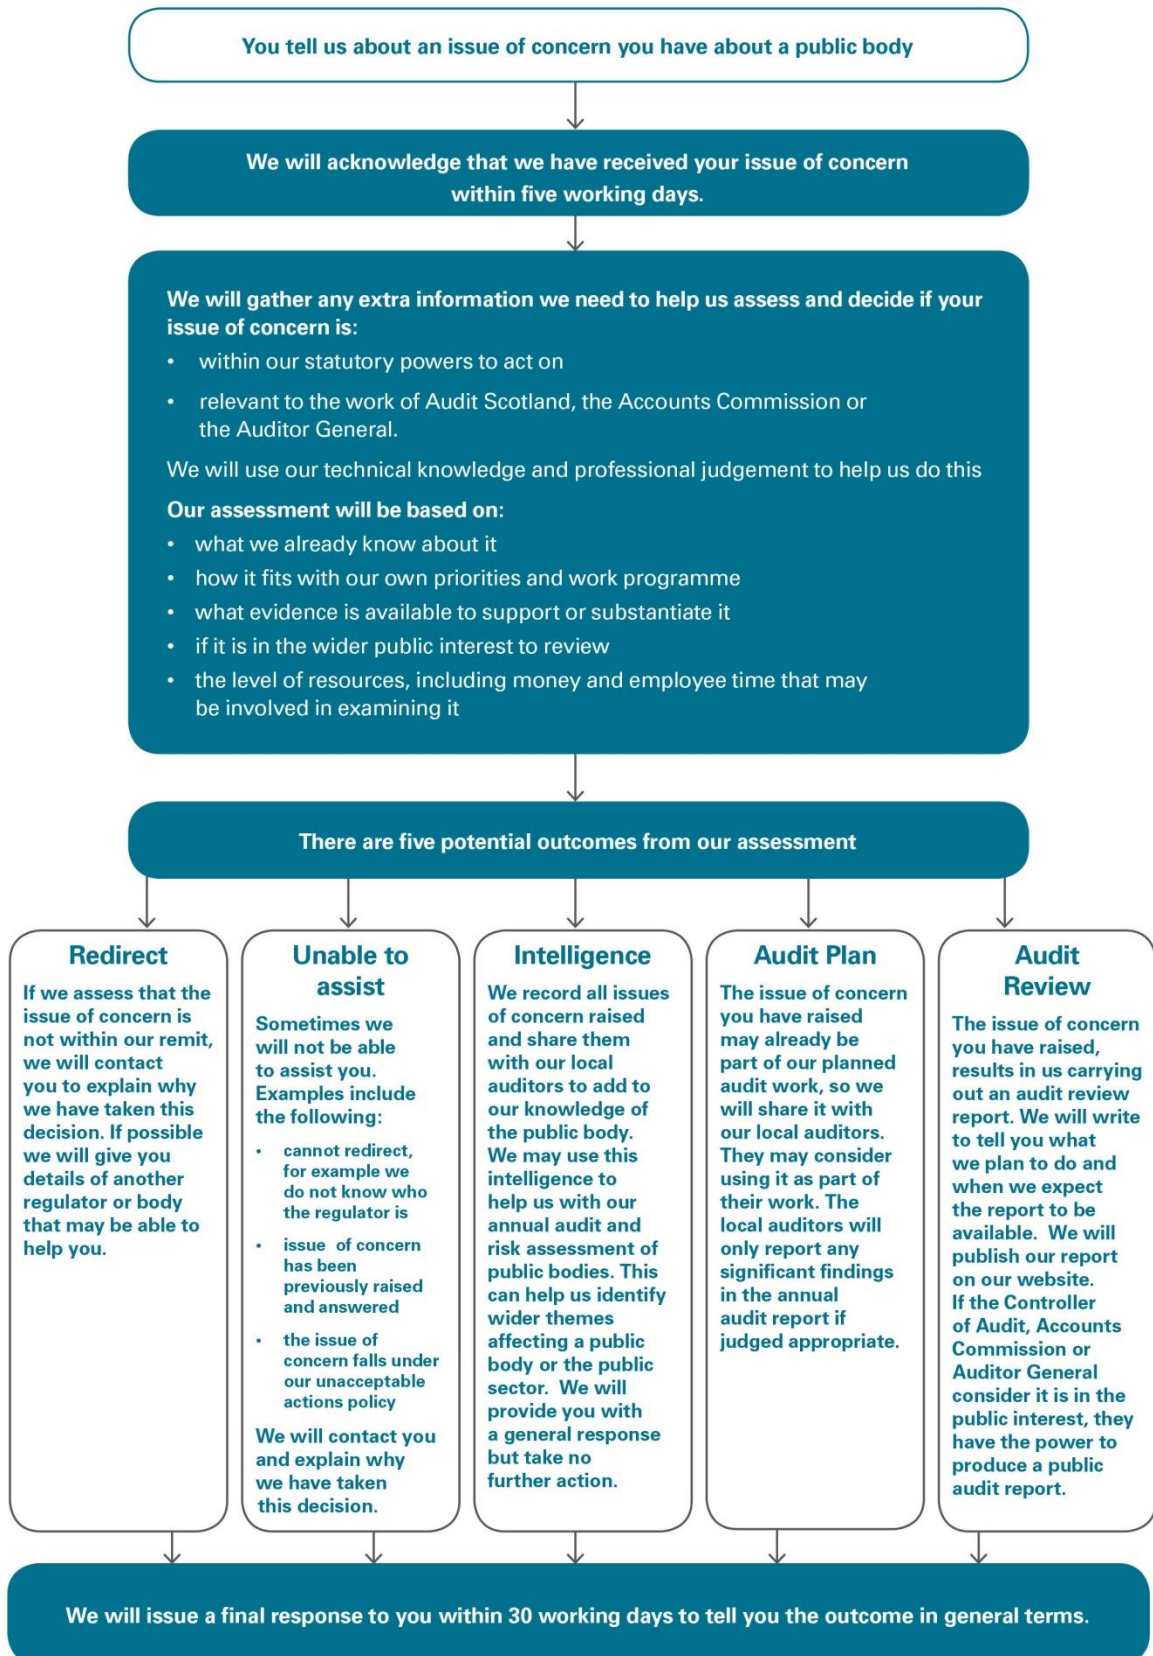 You tell us about an issue of concern you have about a public body
We will acknowledge that we have received your issue of concern
within five working days.
We will gather any extra information we need to help us assess and decide if your
issue of concern is:
• within our statutory powers to act on
• relevant to the work of Audit Scotland, the Accounts Commission or
the Auditor General.
We will use our technical knowledge and professional judgement to help us do this
Our assessment will be based on:
• what we already know about it
• how it fits with our own priorities and work programme
• what evidence is available to support or substantiate it
• if it is in the wider public interest to review
• the level of resources, including money and employee time that may
be involved in examining it
There are five potential outcomes from our assessment
Redirect
If we assess that the
issue of concern is
not within our remit,
we will contact
you to explain why
we have taken this
decision. If possible
we will give you
details of another
regulator or body
that may be able to
help you.
Unable to
assist
Sometimes we
will not be able
to assist you.
Examples include
the following:
• cannot redirect,
for example we
do not know who
the regulator is
• issue of concern
has been
previously raised
and answered
• the issue of
concern falls under
our unacceptable
actions policy
We will contact you
and explain why
we have taken
this decision.
Intelligence
We record all issues
of concern raised
and share them
with our local
auditors to add to
our knowledge of
the public body.
We may use this
intelligence to
help us with our
annual audit and
risk assessment of
public bodies. This
can help us identify
wider themes
affecting a public
body or the public
sector. We will
provide you with
a general response
but take no
further action.
Audit Plan
The issue of concern
you have raised
may already be
part of our planned
audit work, so we
will share it with
our local auditors.
They may consider
using it as part of
their work. The
local auditors will
only report any
significant findings
in the annual
audit report if
judged appropriate.
Audit
Review
The issue of concern
you have raised,
results in us carrying
out an audit review
report. We will write
to tell you what
we plan to do and
when we expect
the report to be
available. We will
publish our report
on our website.
If the Controller
of Audit, Accounts
Commission or
Auditor General
consider it is in the
public interest, they
have the power to
produce a public
audit report.
We will issue a final response to you within 30 working days to tell you the outcome in general terms.